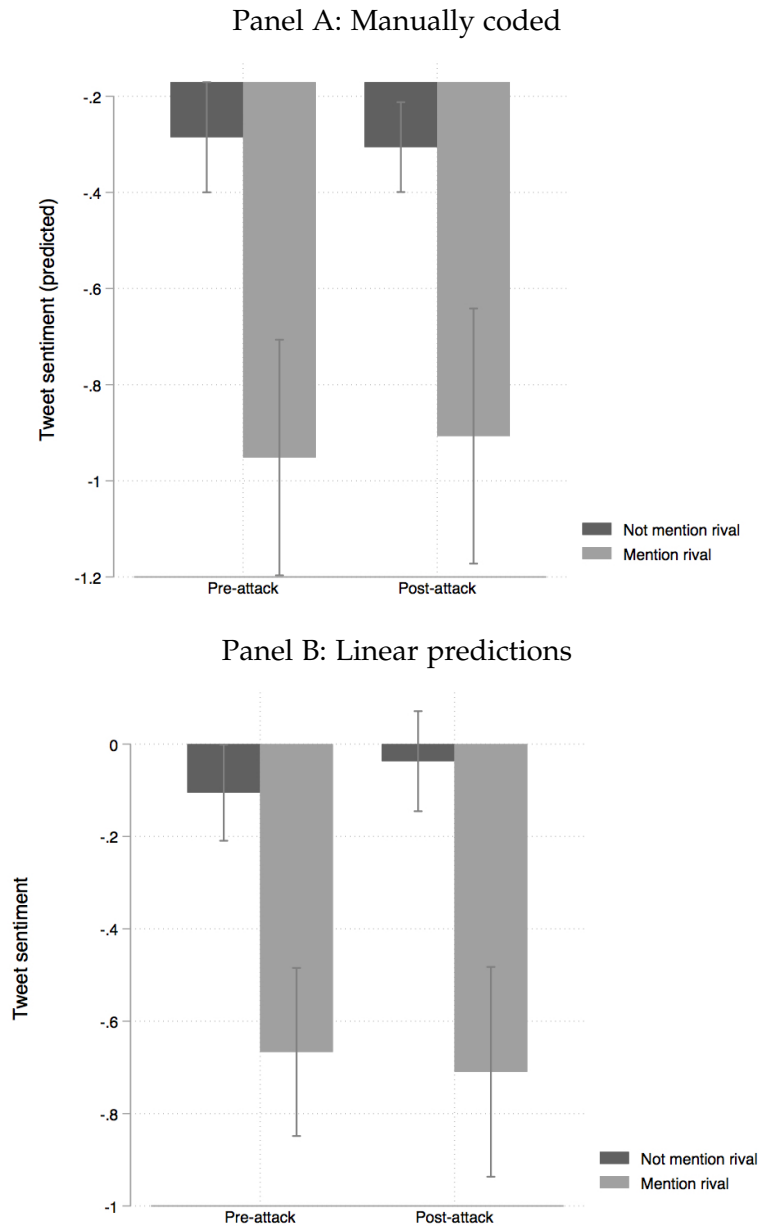 Panel A: Manually coded
Tweet sentiment (predicted)
-.2
-.4
-.6
-.8
-1
-1.2
Pre-attack
Post-attack
Not mention rival
Mention rival
Panel B: Linear predictions
Tweet sentiment
0
-.2
-.4
-.6
-.8
-1
Pre-attack
Post-attack
Not mention rival
Mention rival